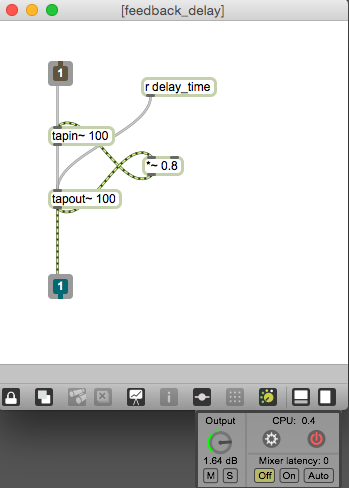 [feedback_delay]
1
r delay_time
tapin~ 100
*~ 0.8
tapout~ 100
1
Output
CPU: 0.4
1.64 dB
Mixer latency: 0
M S
Off On Auto